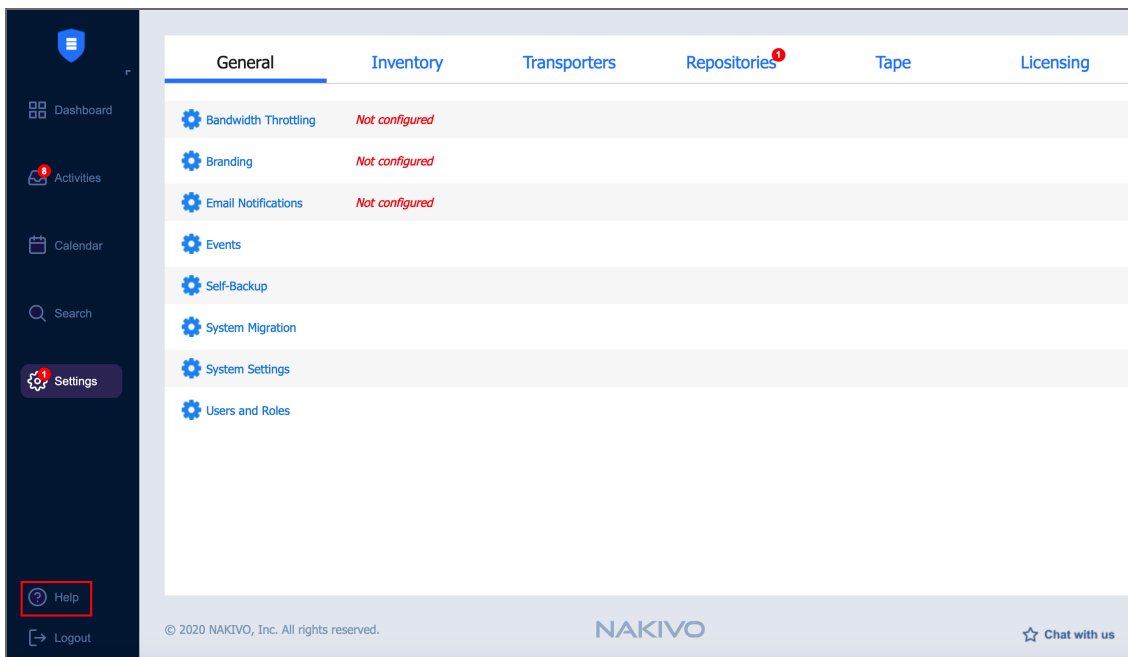 General
Inventory
Transporters
Repositories
1
Tape
Licensing
Dashboard
8
Activities
Calendar
Search
1
Settings
Help
Logout
Bandwidth Throttling Not configured
Branding Not configured
Email Notifications Not configured
Events
Self-Backup
System Migration
System Settings
Users and Roles
© 2020 NAKIVO, Inc. All rights reserved.
NAKIVO
Chat with us